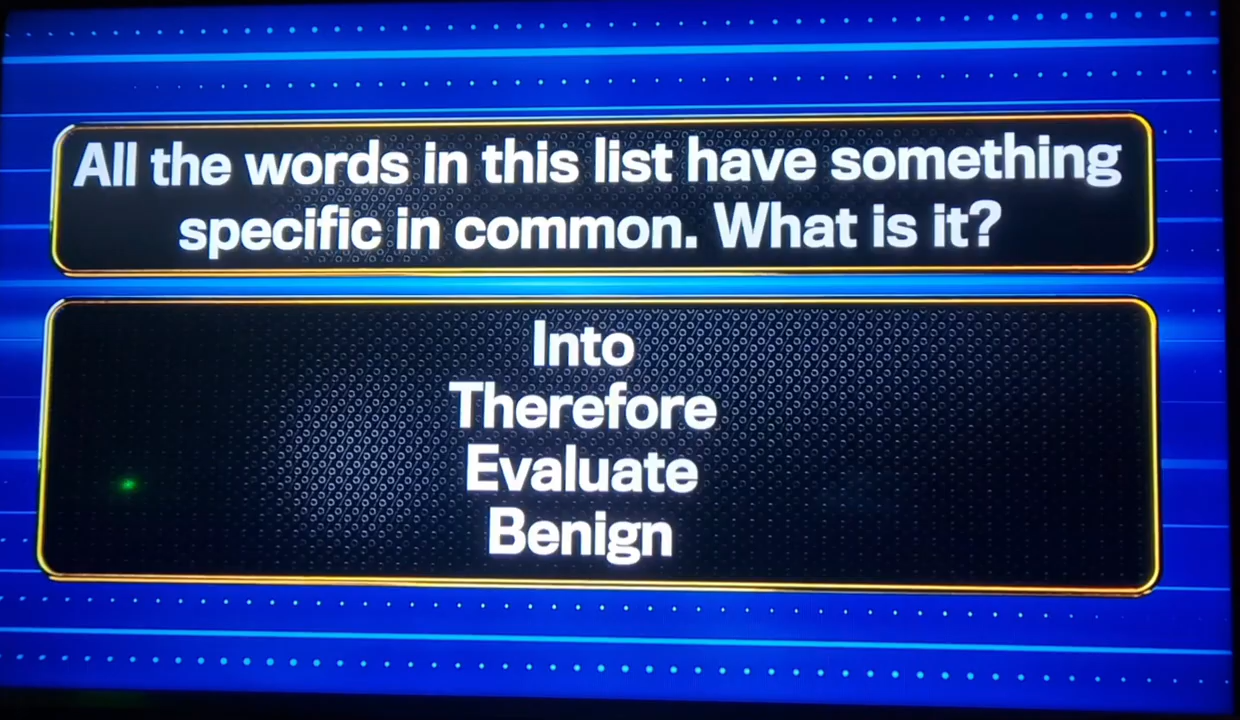 All the words in this list have something
specific in common. What is it?
Into
Therefore
Evaluate
Benign